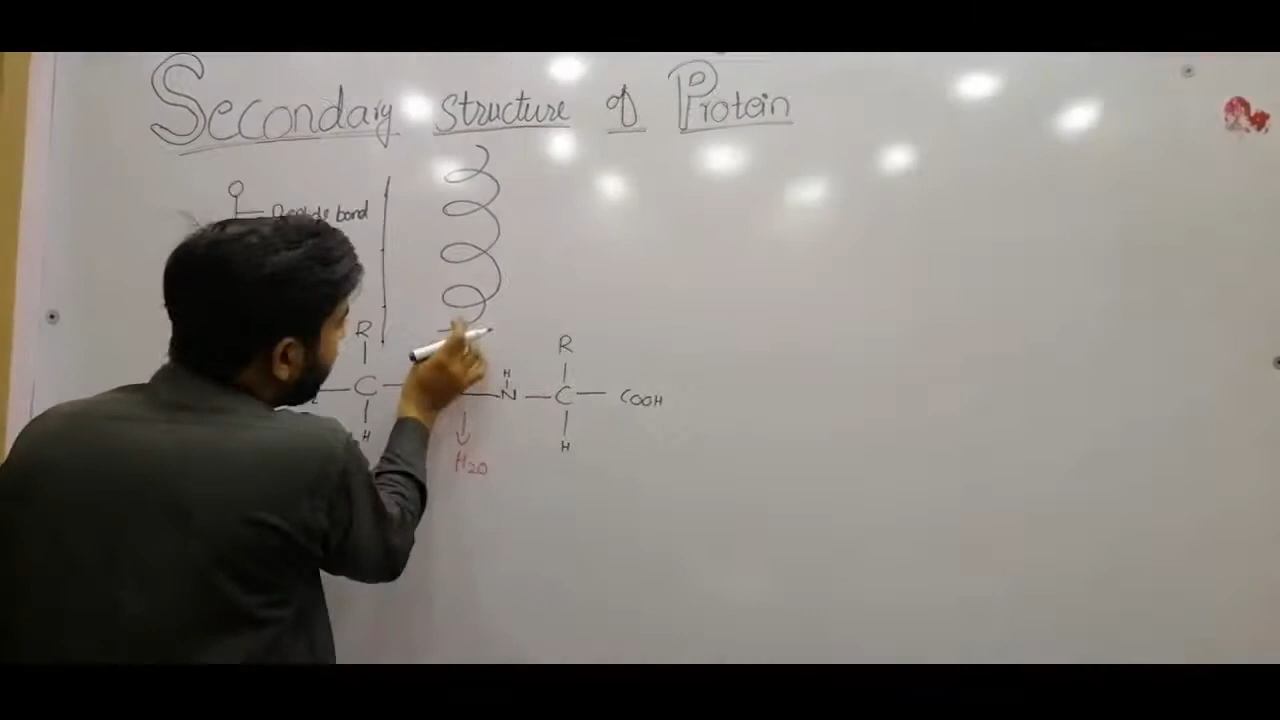 Secondary structure of Protein
Peptide bond
R R
H
C N C COOH
H H
H2O